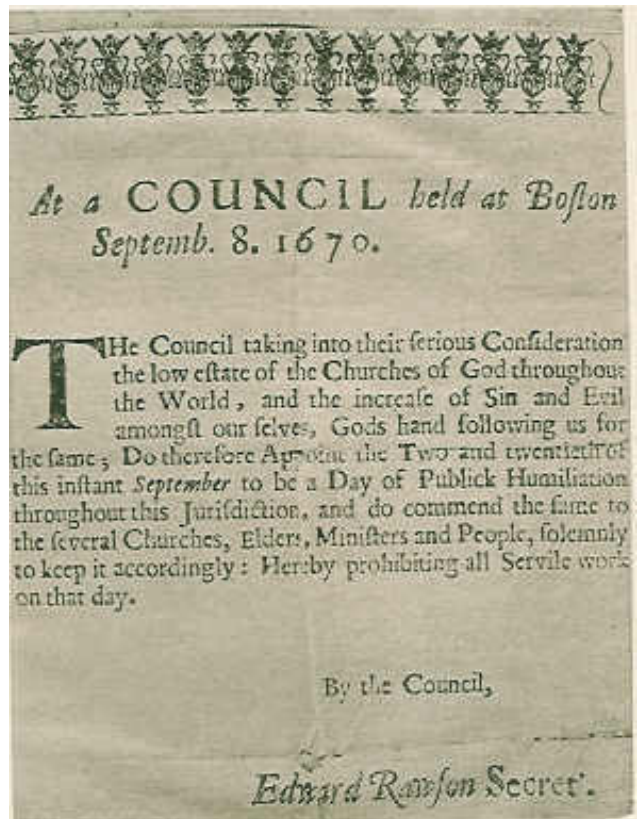 At a COUNCIL held at Boſton
Septemb. 8. 1670.
THe Council taking into their ſerious Conſideration
the low eſtate of the Churches of God throughout
the World, and the increaſe of Sin and Evil
amongſt our ſelves, Gods hand following us for
the ſame; Do therefore Appoint the Two and twentieth of
this inſtant September to be a Day of Publick Humiliation
throughout this Juriſdiction, and do commend the ſame to
the ſeveral Churches, Elders, Miniſters and People, ſolemnly
to keep it accordingly: Hereby prohibiting all Servile work
on that day.
By the Council,
Edward Rawſon Secret'.